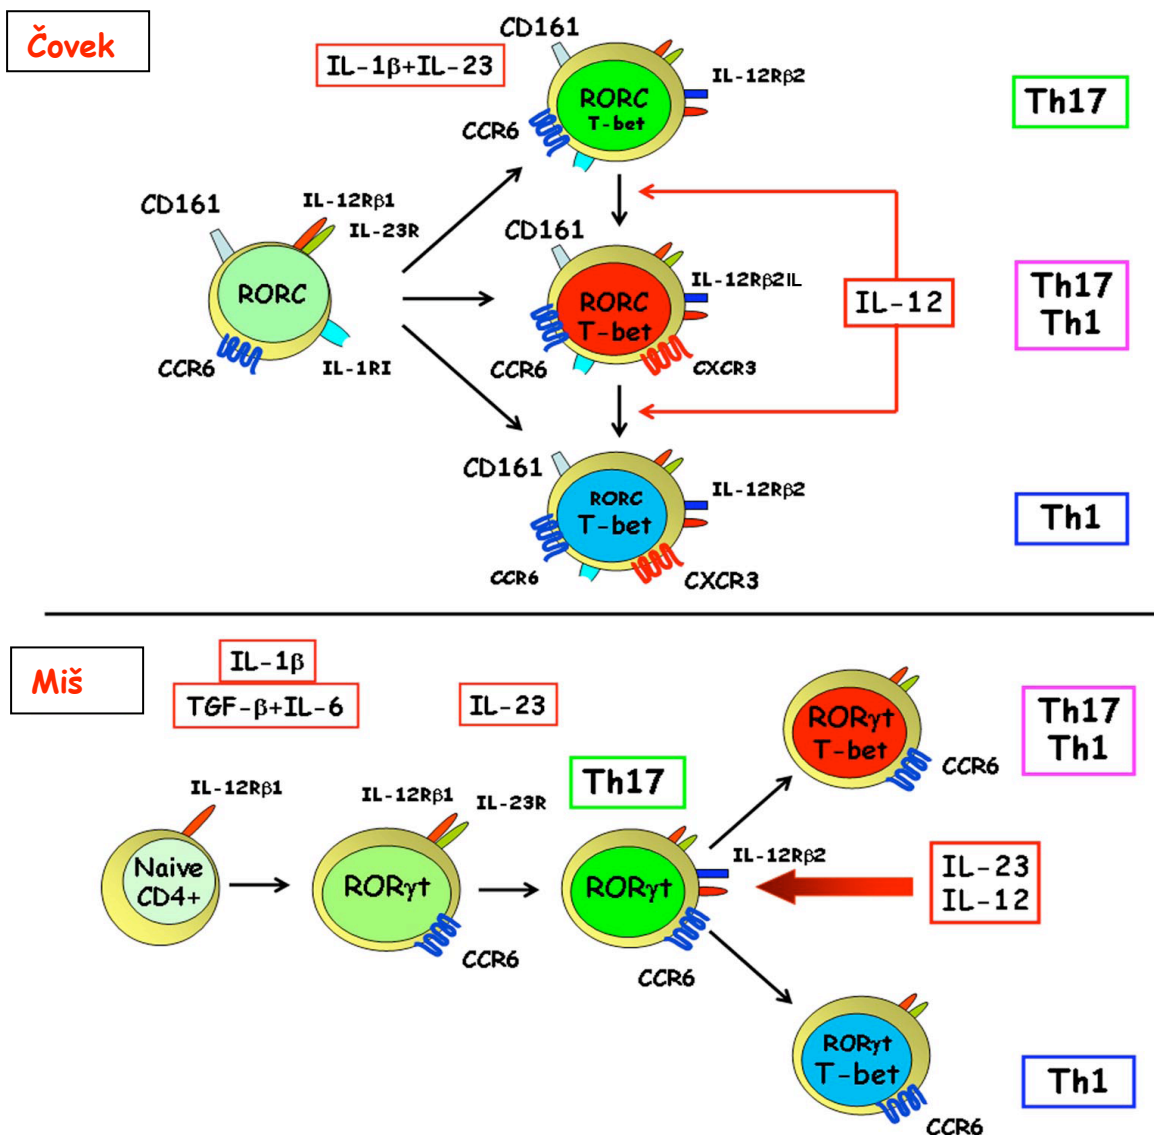 Čovek
CD161
IL-1β+IL-23
IL-12Rβ2
RORC
T-bet
CCR6
Th17
CD161
IL-12Rβ1
IL-23R
RORC
CCR6
IL-1RI
CD161
IL-12Rβ2IL
RORC
T-bet
CCR6
CXCR3
IL-12
Th17
Th1
CD161
IL-12Rβ2
RORC
T-bet
CCR6
CXCR3
Th1
Miš
IL-1β
TGF-β+IL-6
IL-23
IL-12Rβ1
Naive
CD4+
IL-12Rβ1
IL-23R
RORγt
CCR6
Th17
RORγt
IL-12Rβ2
CCR6
RORγt
T-bet
CCR6
Th17
Th1
IL-23
IL-12
RORγt
T-bet
CCR6
Th1